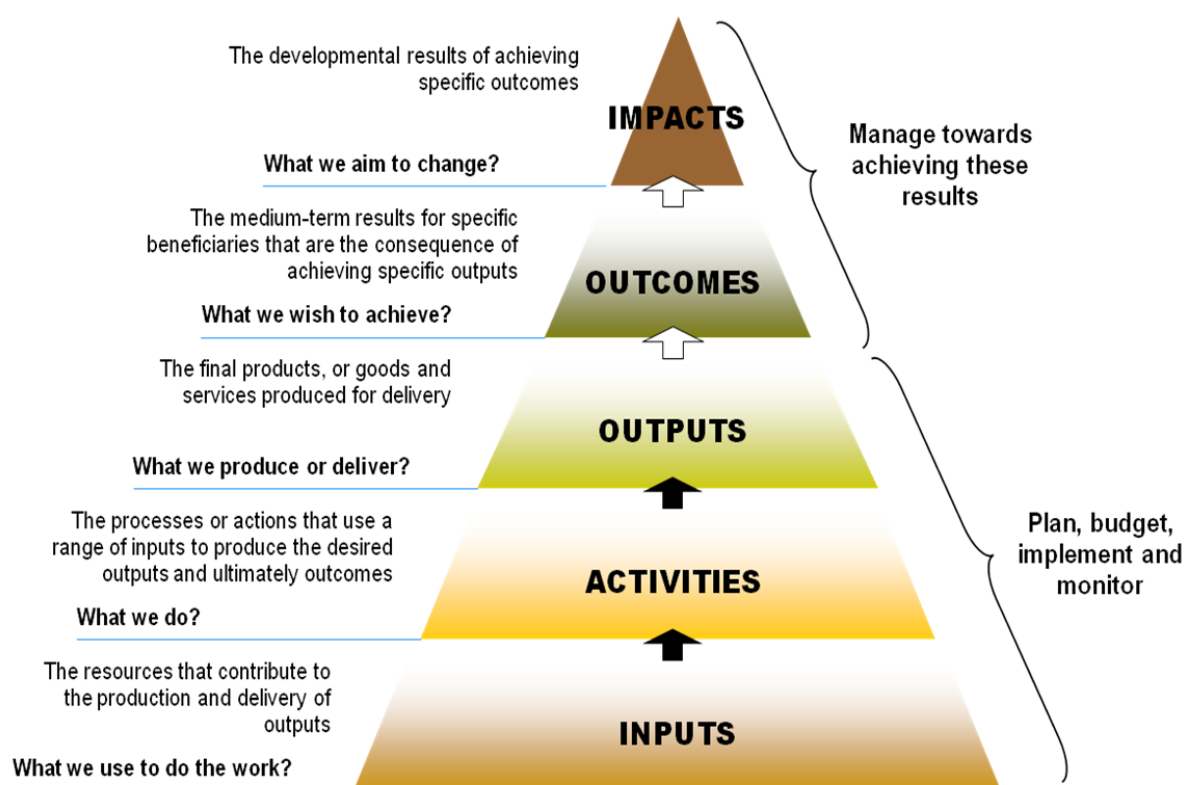 The developmental results of achieving
specific outcomes
IMPACTS
What we aim to change?
Manage towards
achieving these
results
The medium-term results for specific
beneficiaries that are the consequence of
achieving specific outputs
OUTCOMES
What we wish to achieve?
The final products, or goods and
services produced for delivery
OUTPUTS
What we produce or deliver?
The processes or actions that use a
range of inputs to produce the desired
outputs and ultimately outcomes
ACTIVITIES
What we do?
Plan, budget,
implement and
monitor
The resources that contribute to
the production and delivery of
outputs
INPUTS
What we use to do the work?